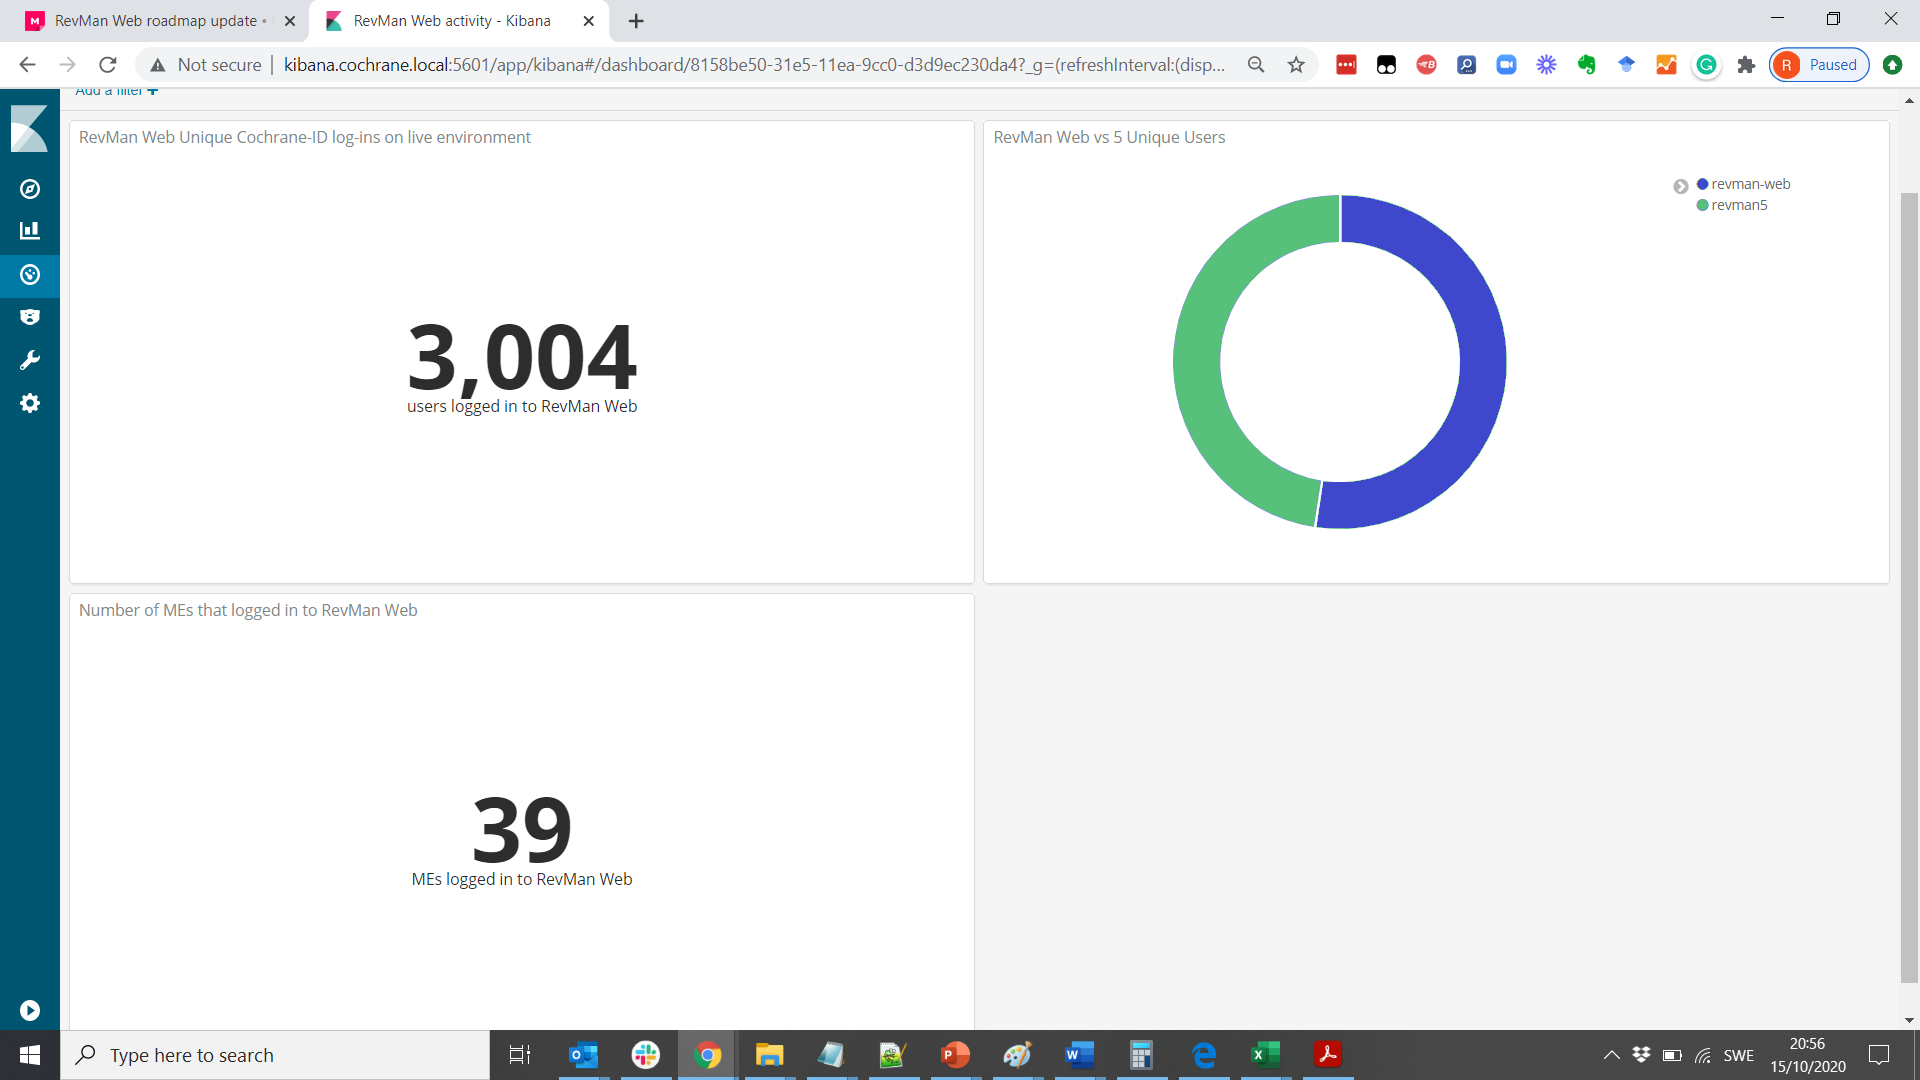 RevMan Web roadmap update •
RevMan Web activity - Kibana
Not secure
kibana.cochrane.local:5601/app/kibana#/dashboard/8158be50-31e5-11ea-9cc0-d3d9ec230da4?_g=(refreshInterval:(disp...
R Paused
Add a filter +
RevMan Web Unique Cochrane-ID log-ins on live environment
3,004
users logged in to RevMan Web
RevMan Web vs 5 Unique Users
revman-web
revman5
Number of MEs that logged in to RevMan Web
39
MEs logged in to RevMan Web
Type here to search
SWE
20:56
15/10/2020